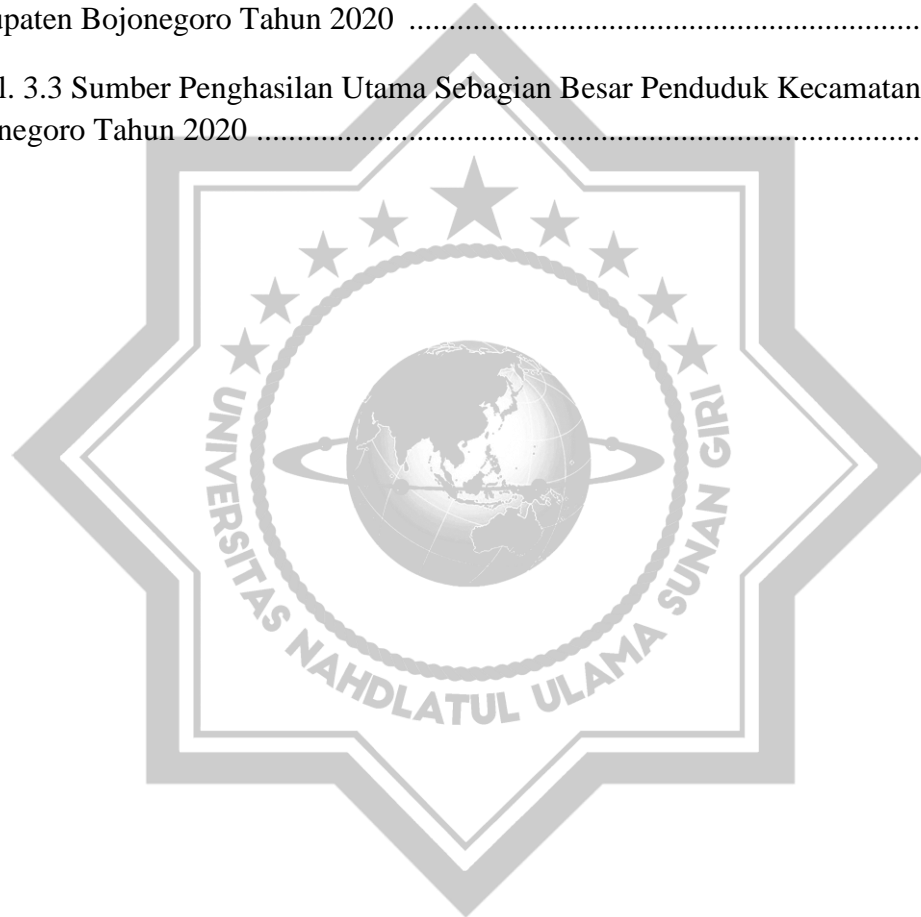 upaten Bojonegoro Tahun 2020 ....................................................................
l. 3.3 Sumber Penghasilan Utama Sebagian Besar Penduduk Kecamatan
negoro Tahun 2020 .......................................................................................
UNIVERSITAS NAHDLATUL ULAMA SUNAN GIRI